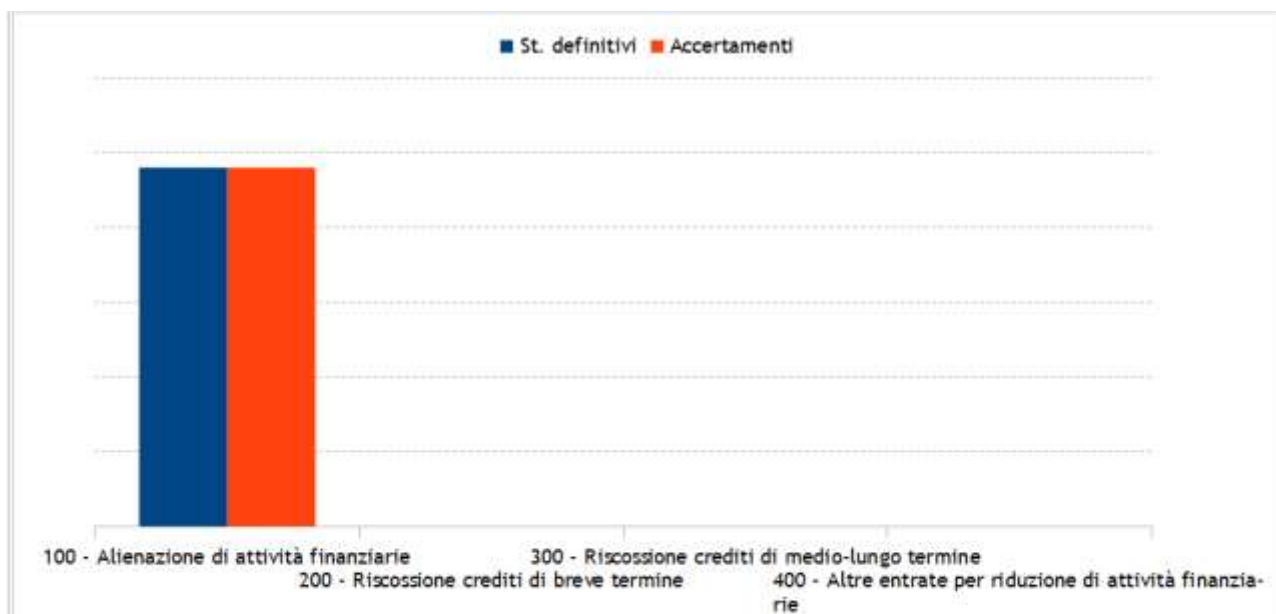 St. definitivi Accertamenti
100 - Alienazione di attività finanziarie
200 - Riscossione crediti di breve termine
300 - Riscossione crediti di medio-lungo termine
400 - Altre entrate per riduzione di attività finanzia-
rie